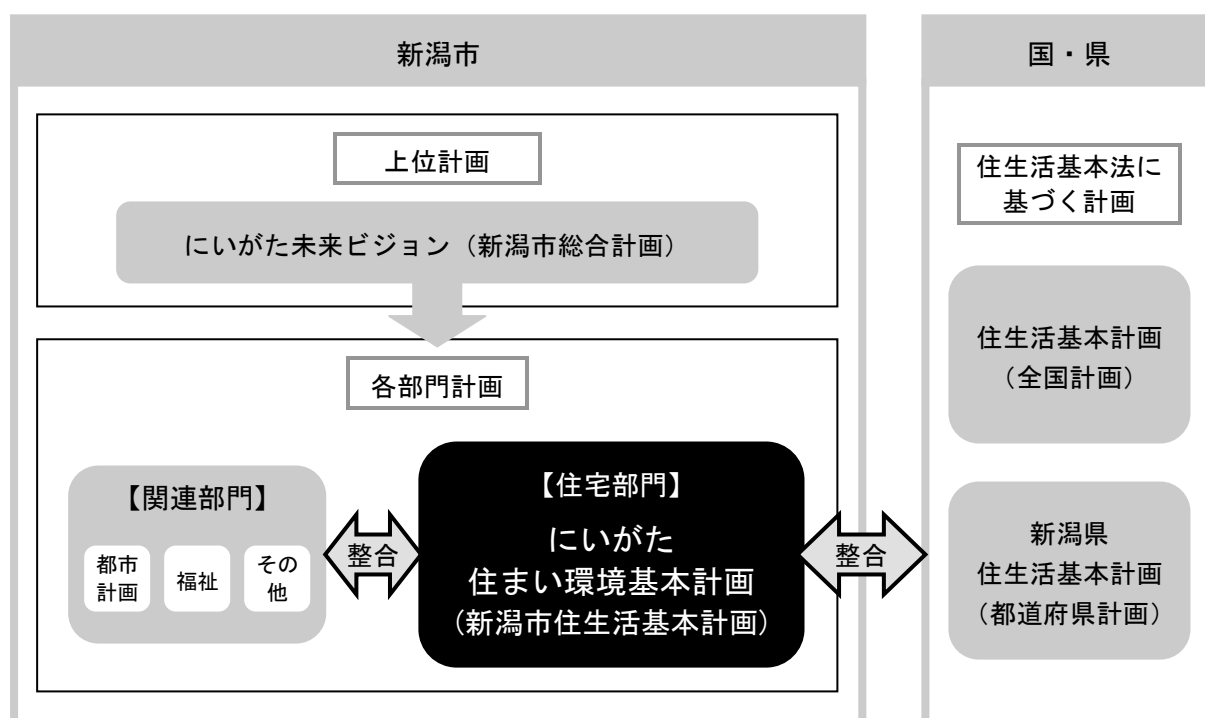 新潟市
上位計画
にいがた未来ビジョン（新潟市総合計画）
各部門計画
【関連部門】
都市
計画
福祉
その
他
整合
【住宅部門】
にいがた
住まい環境基本計画
（新潟市住生活基本計画）
整合
国・県
住生活基本法に
基づく計画
住生活基本計画
（全国計画）
新潟県
住生活基本計画
（都道府県計画）